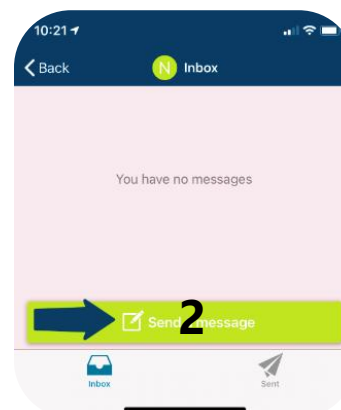 10:21
Back
N Inbox
You have no messages
2
Send message
Inbox
Sent